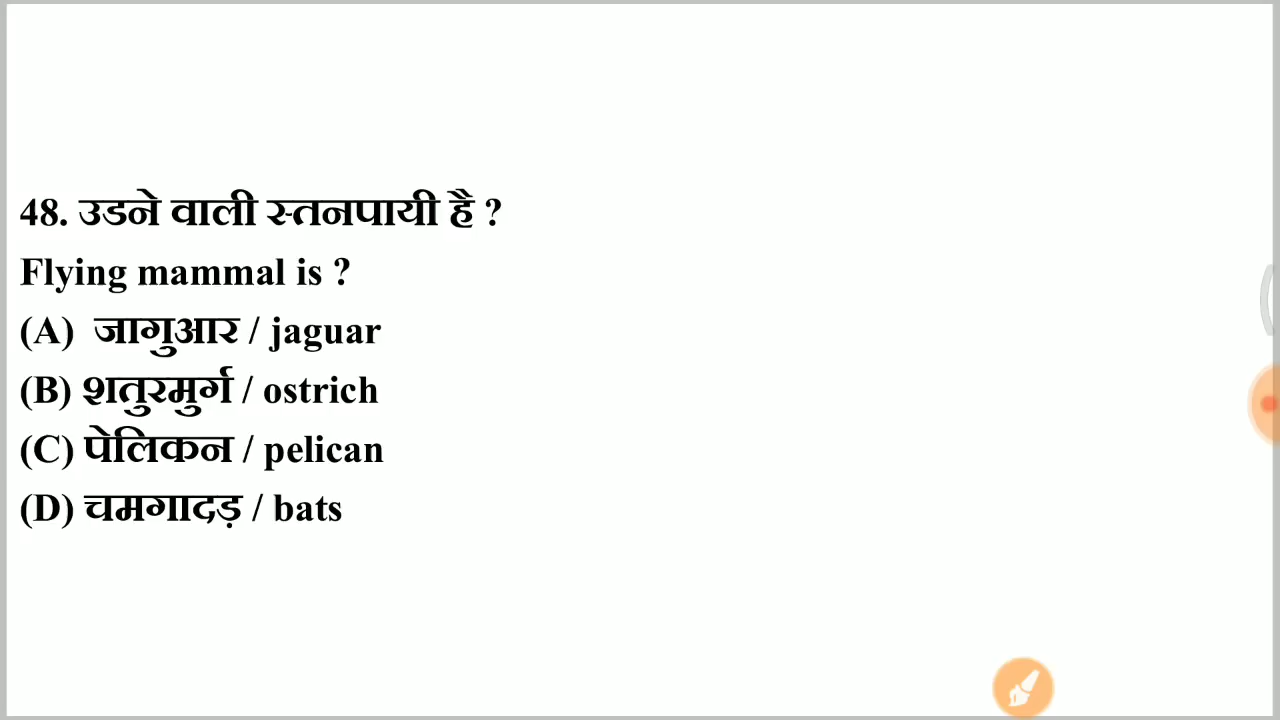 48. उडने वाली स्तनपायी है ?
Flying mammal is ?
(A) जागुआर / jaguar
(B) शतुरमुर्ग / ostrich
(C) पेलिकन / pelican
(D) चमगादड़ / bats